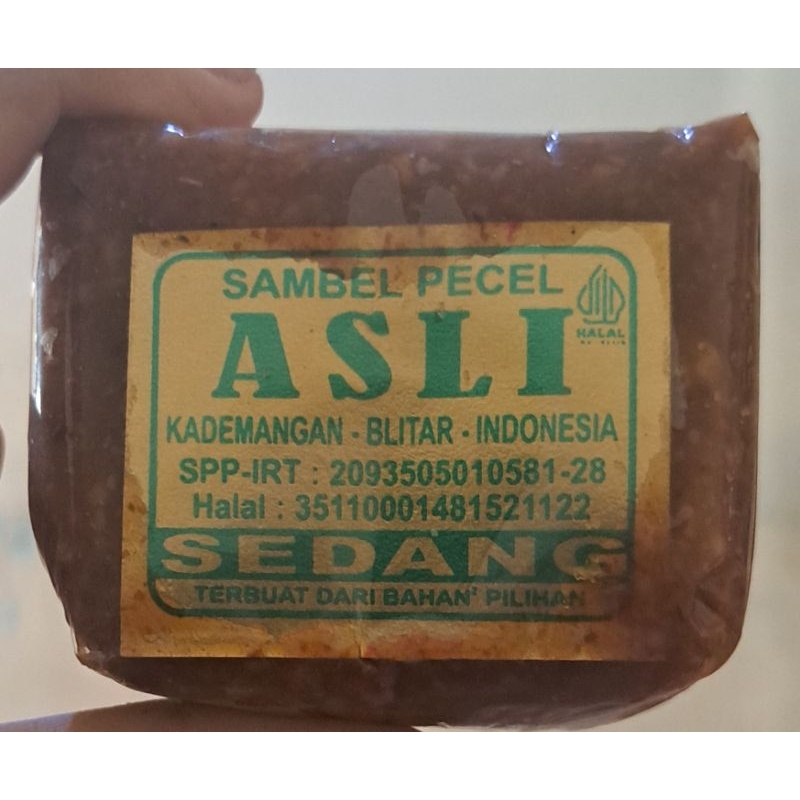 SAMBEL PECEL
ASLI
HALAL
KADEMANGAN - BLITAR - INDONESIA
SPP-IRT : 2093505010581-28
Halal : 35110001481521122
SEDANG
TERBUAT DARI BAHAN² PILIHAN